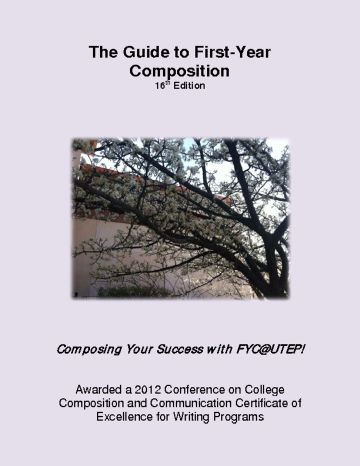 The Guide to First-Year
Composition
16th Edition
Composing Your Success with FYC@UTEP!
Awarded a 2012 Conference on College
Composition and Communication Certificate of
Excellence for Writing Programs